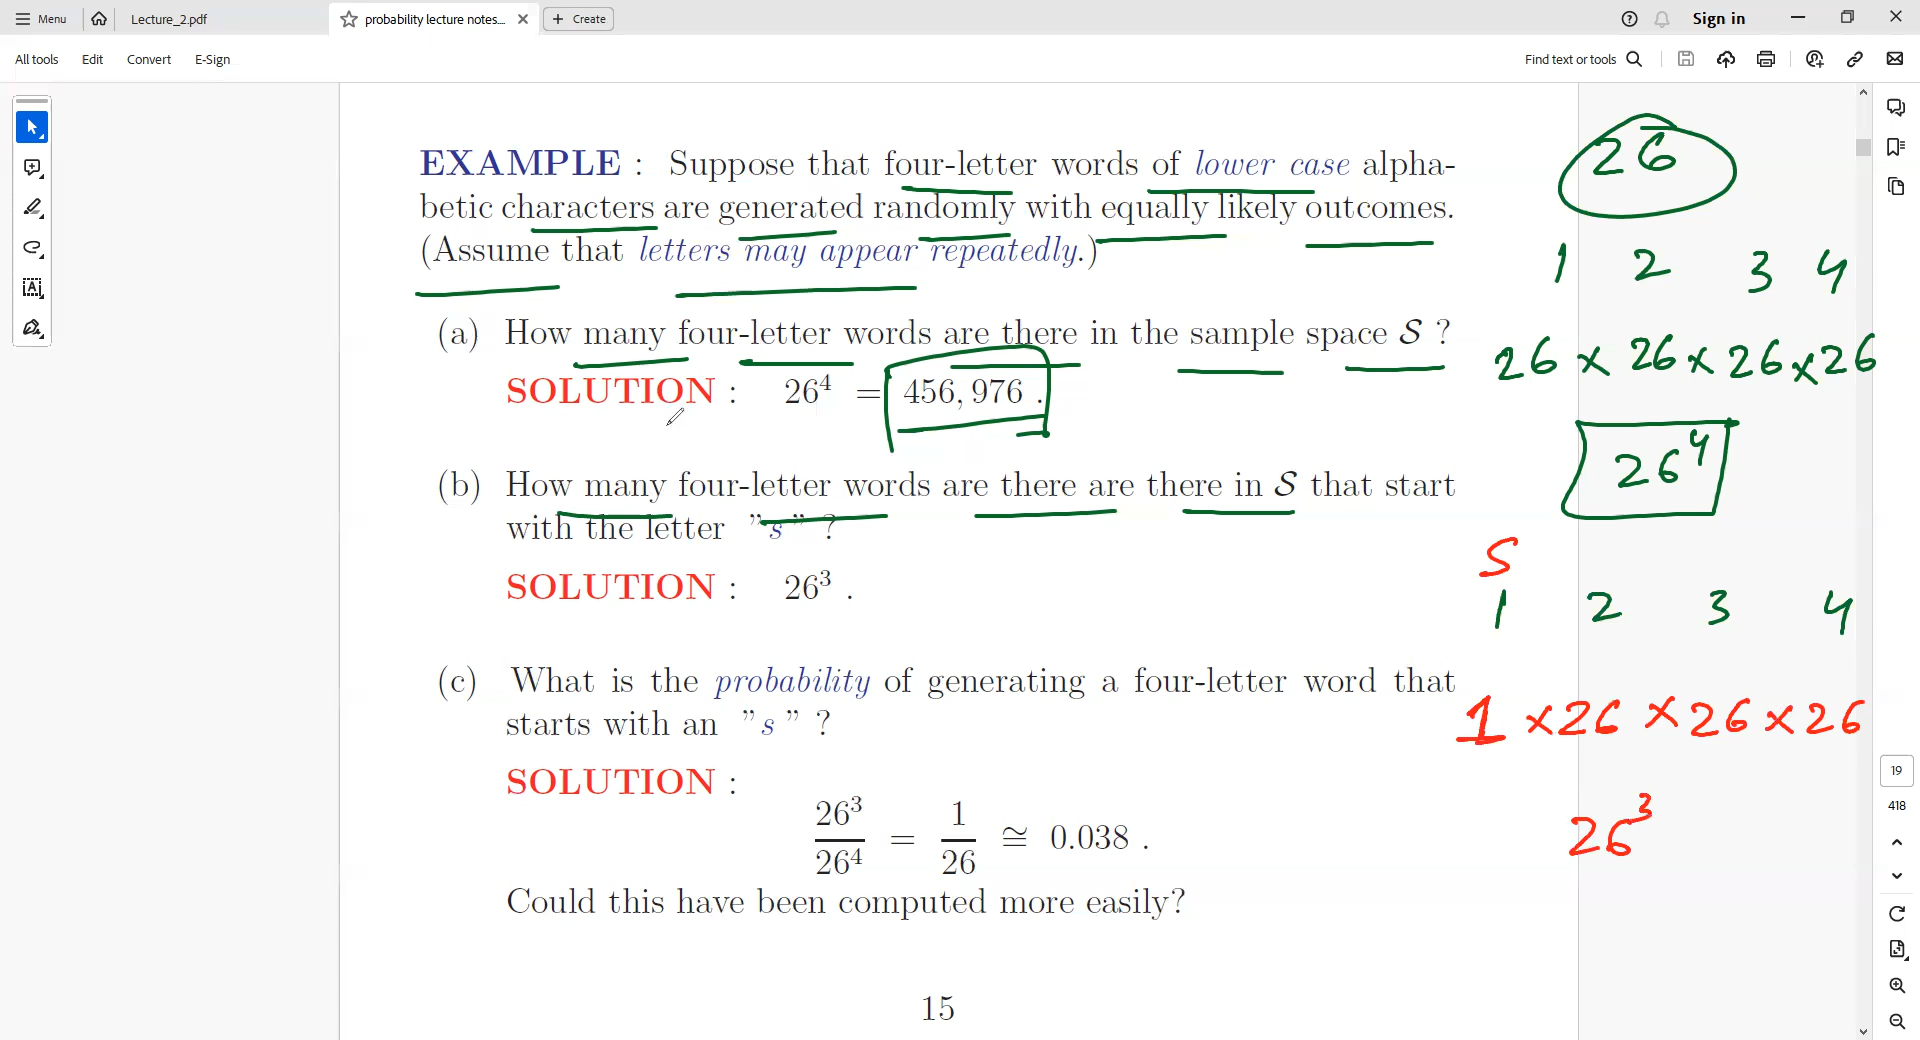 Menu Lecture_2.pdf probability lecture notes... Create Sign in
All tools Edit Convert E-Sign Find text or tools
EXAMPLE : Suppose that four-letter words of lower case alpha-
betic characters are generated randomly with equally likely outcomes.
(Assume that letters may appear repeatedly.)
(a) How many four-letter words are there in the sample space S ?
SOLUTION : 26⁴ = 456,976 .
(b) How many four-letter words are there are there in S that start
with the letter ”s” ?
SOLUTION : 26³ .
(c) What is the probability of generating a four-letter word that
starts with an ”s” ?
SOLUTION :
26³ / 26⁴ = 1 / 26 ≅ 0.038 .
Could this have been computed more easily?
15
26
1 2 3 4
26 × 26 × 26 × 26
26⁴
S
1 2 3 4
1 × 26 × 26 × 26
26³
19
418